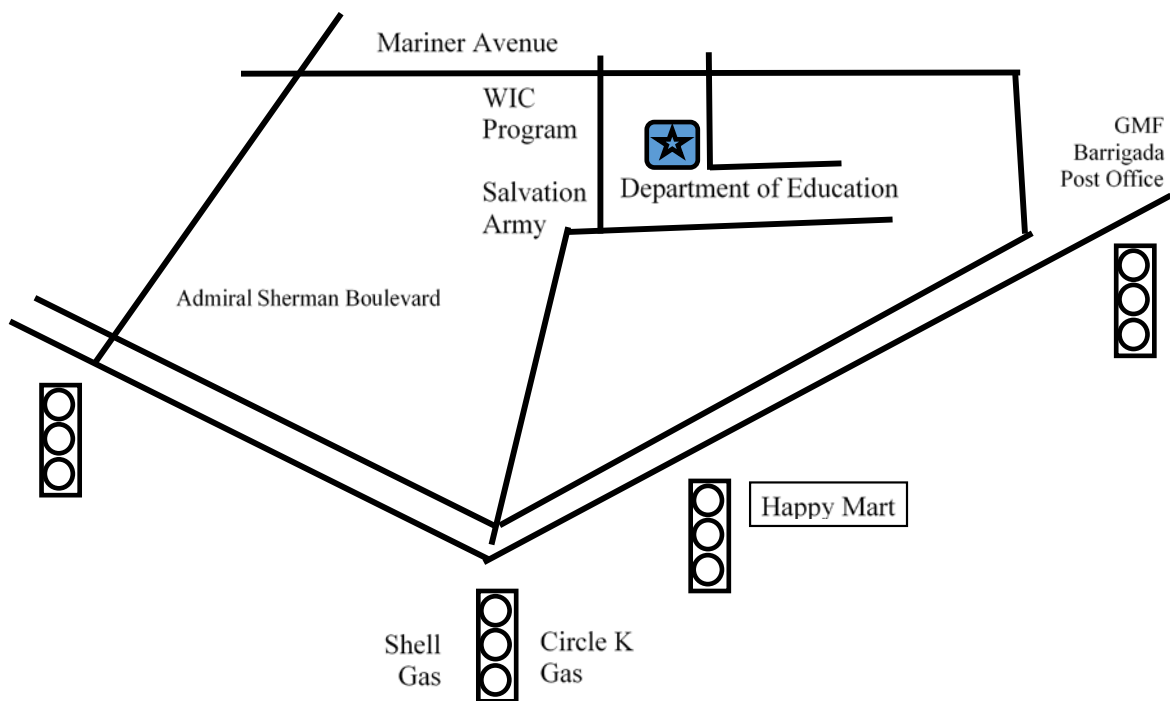 Mariner Avenue
WIC
Program
GMF
Barrigada
Post Office
Salvation
Army
Department of Education
Admiral Sherman Boulevard
Happy Mart
Shell
Gas
Circle K
Gas